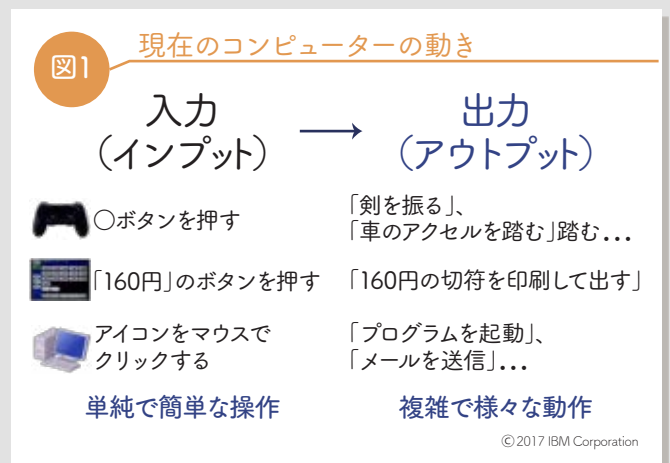 図1
現在のコンピューターの動き
入力
（インプット）
→
出力
（アウトプット）
○ボタンを押す
「剣を振る」、
「車のアクセルを踏む」踏む...
「160円」のボタンを押す
「160円の切符を印刷して出す」
アイコンをマウスで
クリックする
「プログラムを起動」、
「メールを送信」...
単純で簡単な操作
複雑で様々な動作
©2017 IBM Corporation